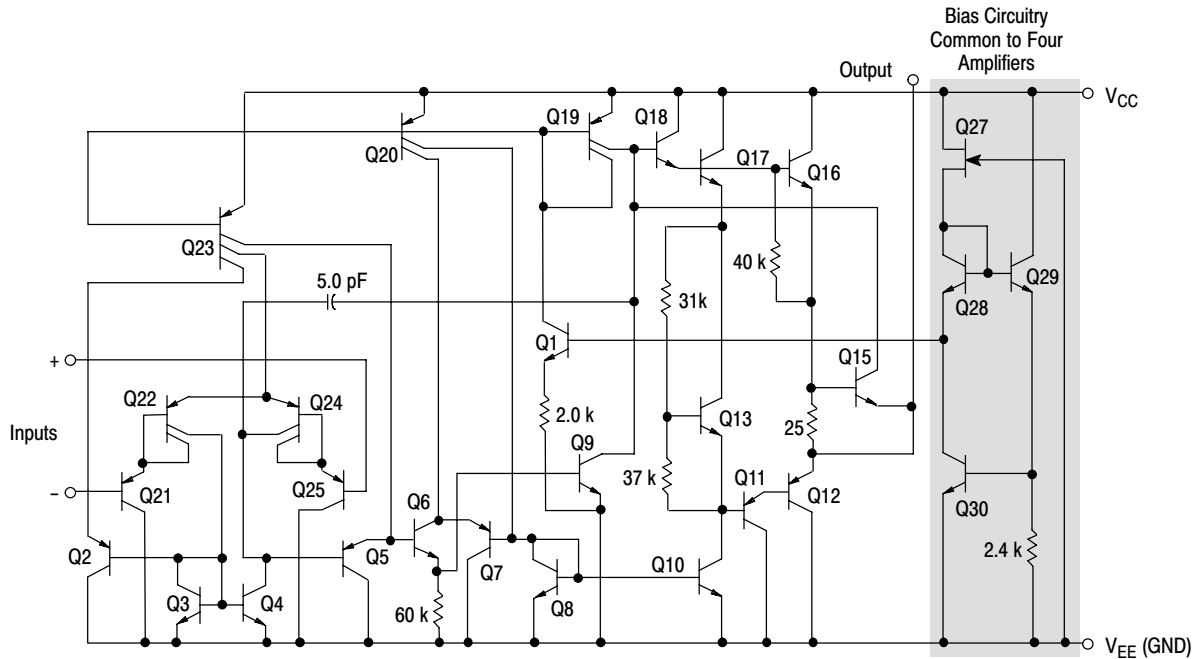 Bias Circuitry
Common to Four
Amplifiers
Output
VCC
Q19
Q18
Q27
Q20
Q17
Q16
Q23
5.0 pF
40 k
Q28
Q29
31k
Q1
Q15
+
Q22
Q24
2.0 k
Q13
25
Inputs
Q9
37 k
Q11
–
Q21
Q25
Q6
Q12
Q30
Q2
Q5
Q7
Q10
2.4 k
Q3
Q4
60 k
Q8
VEE (GND)